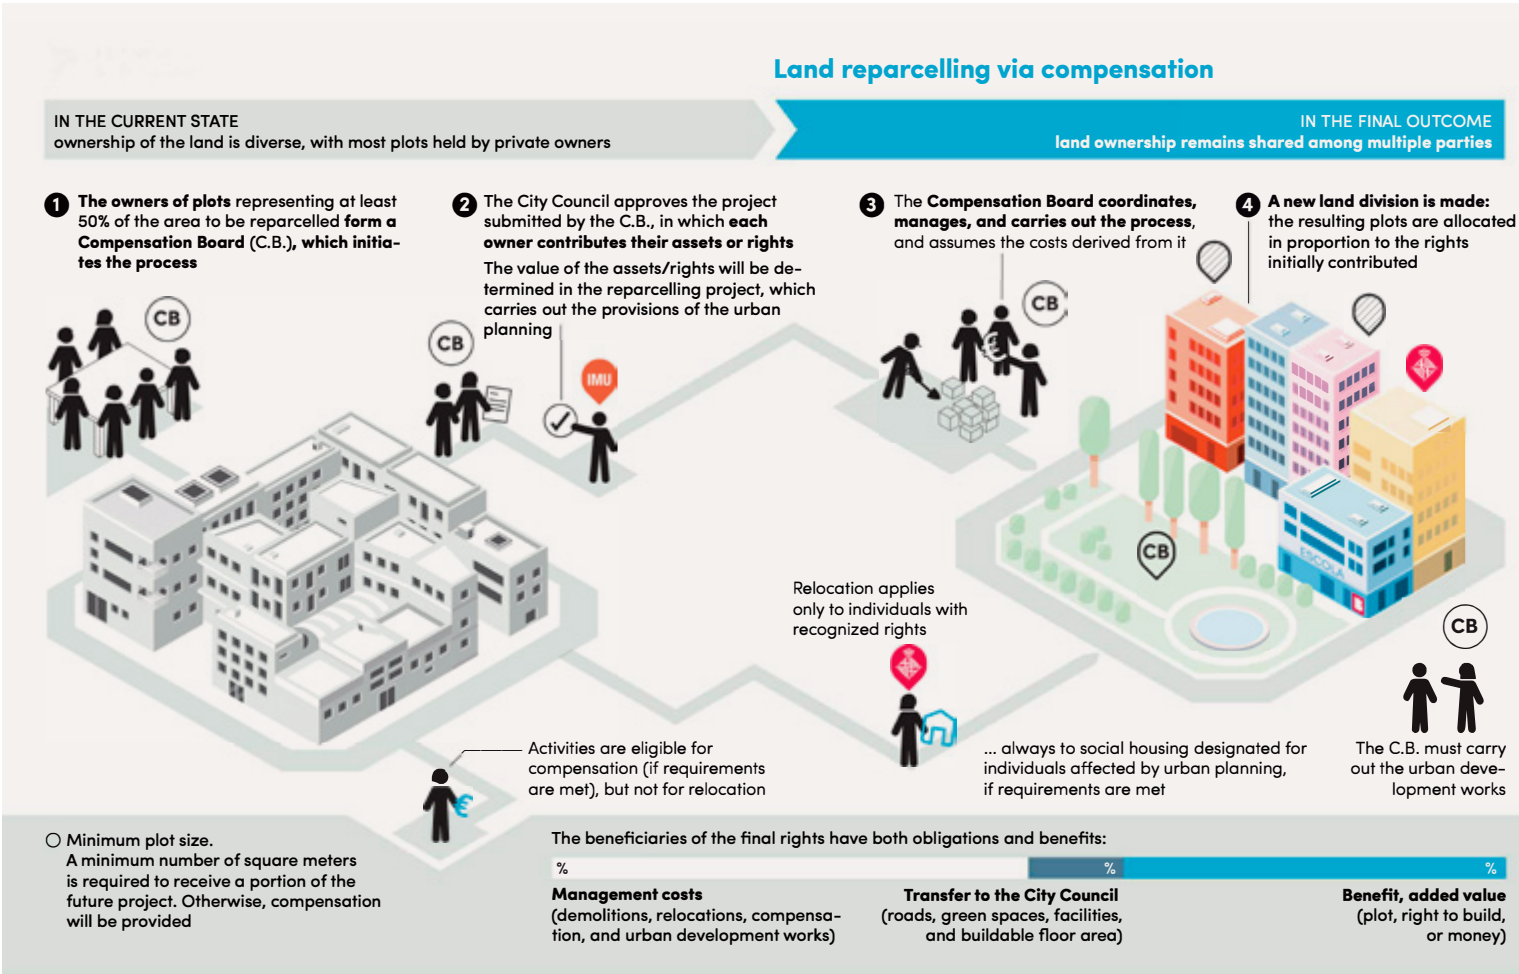 Land reparcelling via compensation
IN THE CURRENT STATE
ownership of the land is diverse, with most plots held by private owners
IN THE FINAL OUTCOME
land ownership remains shared among multiple parties
1 The owners of plots representing at least
50% of the area to be reparcelled form a
Compensation Board (C.B.), which initia-
tes the process
CB
2 The City Council approves the project
submitted by the C.B., in which each
owner contributes their assets or rights
The value of the assets/rights will be de-
termined in the reparcelling project, which
carries out the provisions of the urban
planning
CB
IMU
3 The Compensation Board coordinates,
manages, and carries out the process,
and assumes the costs derived from it
CB
€
4 A new land division is made:
the resulting plots are allocated
in proportion to the rights
initially contributed
CB
ESCOLA
Relocation applies
only to individuals with
recognized rights
... always to social housing designated for
individuals affected by urban planning,
if requirements are met
CB
The C.B. must carry
out the urban deve-
lopment works
Activities are eligible for
compensation (if requirements
are met), but not for relocation
€
Minimum plot size.
A minimum number of square meters
is required to receive a portion of the
future project. Otherwise, compensation
will be provided
The beneficiaries of the final rights have both obligations and benefits:
% % %
Management costs
(demolitions, relocations, compensa-
tion, and urban development works)
Transfer to the City Council
(roads, green spaces, facilities,
and buildable floor area)
Benefit, added value
(plot, right to build,
or money)